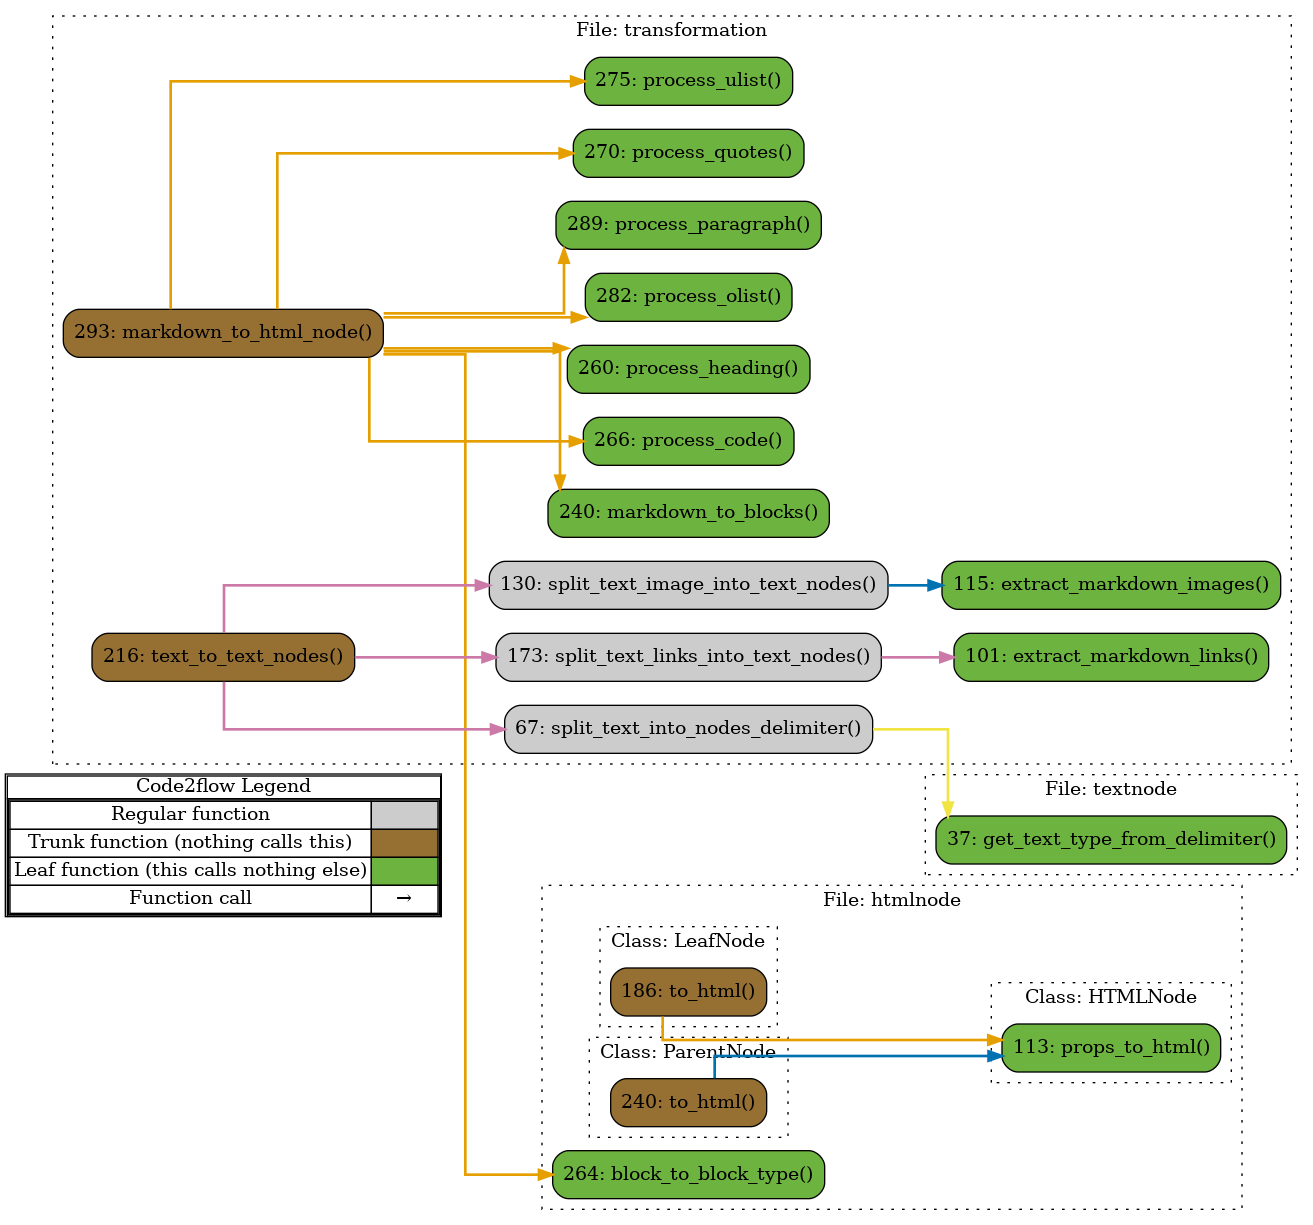 File: transformation
275: process_ulist()
270: process_quotes()
289: process_paragraph()
282: process_olist()
293: markdown_to_html_node()
260: process_heading()
266: process_code()
240: markdown_to_blocks()
130: split_text_image_into_text_nodes()
115: extract_markdown_images()
216: text_to_text_nodes()
173: split_text_links_into_text_nodes()
101: extract_markdown_links()
67: split_text_into_nodes_delimiter()
Code2flow Legend
Regular function
Trunk function (nothing calls this)
Leaf function (this calls nothing else)
Function call →
File: textnode
37: get_text_type_from_delimiter()
File: htmlnode
Class: LeafNode
186: to_html()
Class: HTMLNode
113: props_to_html()
Class: ParentNode
240: to_html()
264: block_to_block_type()